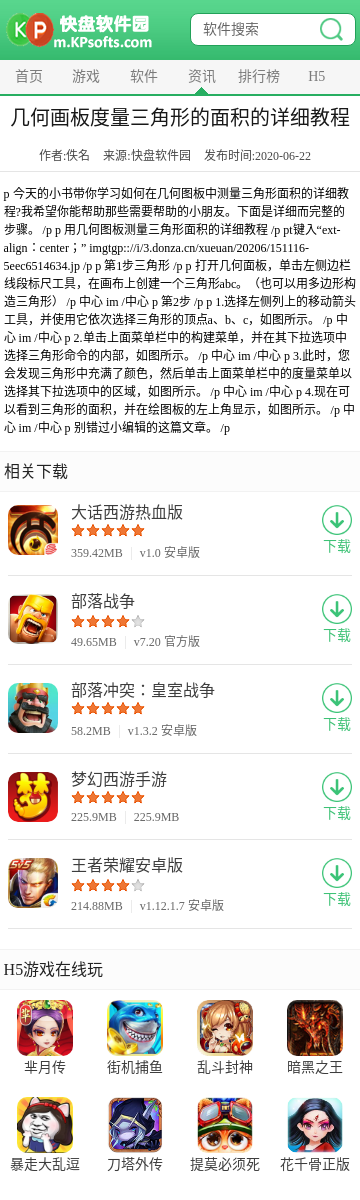 快盘软件园
m.KPsofts.com
KP
软件搜索
首页 游戏 软件 资讯 排行榜 H5
几何画板度量三角形的面积的详细教程
作者:佚名 来源:快盘软件园 发布时间:2020-06-22
p 今天的小书带你学习如何在几何图板中测量三角形面积的详细教
程?我希望你能帮助那些需要帮助的小朋友。下面是详细而完整的
步骤。 /p p 用几何图板测量三角形面积的详细教程 /p pt键入“ext-
align：center；” imgtgp:://i/3.donza.cn/xueuan/20206/151116-
5eec6514634.jp /p p 第1步三角形 /p p 打开几何面板，单击左侧边栏
线段标尺工具，在画布上创建一个三角形abc。（也可以用多边形构
造三角形） /p 中心 im /中心 p 第2步 /p p 1.选择左侧列上的移动箭头
工具，并使用它依次选择三角形的顶点a、b、c，如图所示。 /p 中
心 im /中心 p 2.单击上面菜单栏中的构建菜单，并在其下拉选项中
选择三角形命令的内部，如图所示。 /p 中心 im /中心 p 3.此时，您
会发现三角形中充满了颜色，然后单击上面菜单栏中的度量菜单以
选择其下拉选项中的区域，如图所示。 /p 中心 im /中心 p 4.现在可
以看到三角形的面积，并在绘图板的左上角显示，如图所示。 /p 中
心 im /中心 p 别错过小编辑的这篇文章。 /p
相关下载
大话西游热血版
359.42MB v1.0 安卓版
下载
部落战争
49.65MB v7.20 官方版
下载
部落冲突：皇室战争
58.2MB v1.3.2 安卓版
下载
梦幻西游手游
225.9MB 225.9MB
下载
王者荣耀安卓版
214.88MB v1.12.1.7 安卓版
下载
H5游戏在线玩
芈月传 街机捕鱼 乱斗封神 暗黑之王
暴走大乱逗 刀塔外传 提莫必须死 花千骨正版